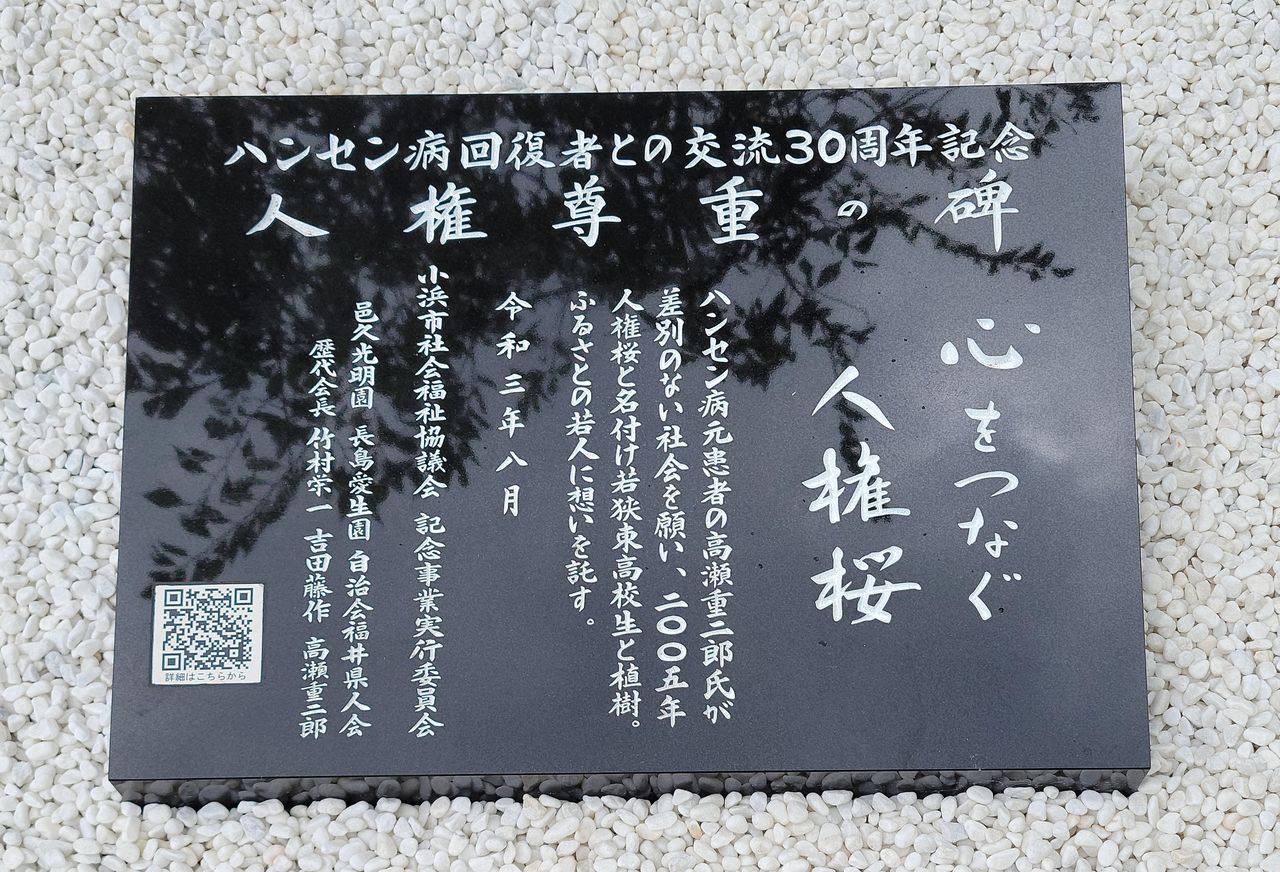 ハンセン病回復者との交流30周年記念
人権尊重の碑
心をつなぐ
人権桜
ハンセン病元患者の高瀬重二郎氏が
差別のない社会を願い、二〇〇五年
人権桜と名付け若狭東高校生と植樹。
ふるさとの若人に想いを託す。
令和三年八月
小浜市社会福祉協議会 記念事業実行委員会
邑久光明園 長島愛生園 自治会福井県人会
歴代会長 竹村栄一 吉田藤作 高瀬重二郎
詳細はこちらから